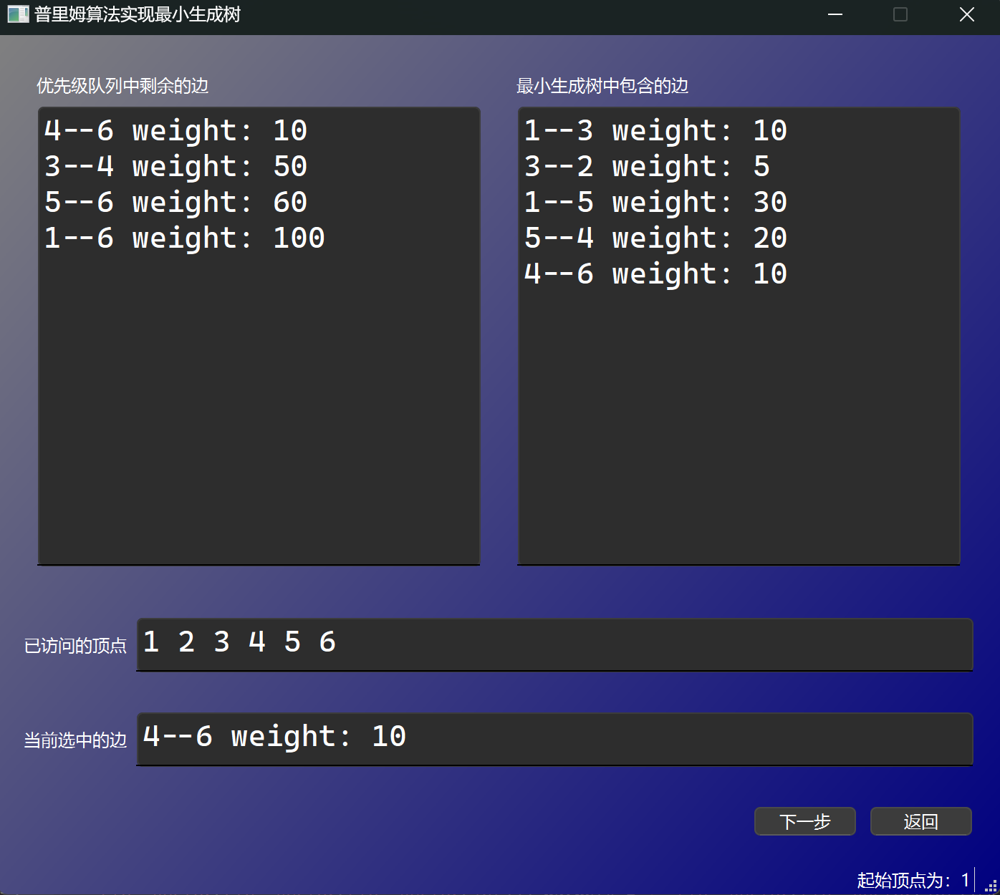 普里姆算法实现最小生成树
优先级队列中剩余的边
4--6 weight: 10
3--4 weight: 50
5--6 weight: 60
1--6 weight: 100
最小生成树中包含的边
1--3 weight: 10
3--2 weight: 5
1--5 weight: 30
5--4 weight: 20
4--6 weight: 10
已访问的顶点
1 2 3 4 5 6
当前选中的边
4--6 weight: 10
下一步
返回
起始顶点为：1